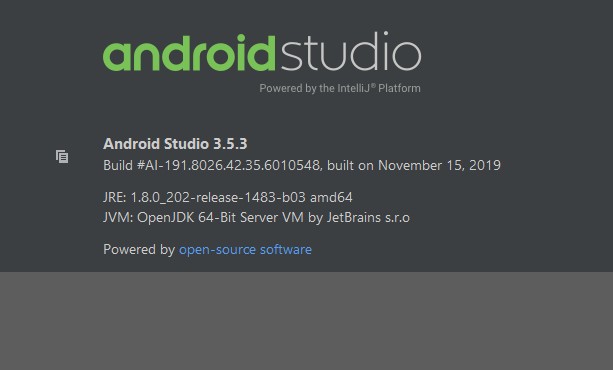 androidstudio
Powered by the IntelliJ® Platform
Android Studio 3.5.3
Build #AI-191.8026.42.35.6010548, built on November 15, 2019
JRE: 1.8.0_202-release-1483-b03 amd64
JVM: OpenJDK 64-Bit Server VM by JetBrains s.r.o
Powered by open-source software